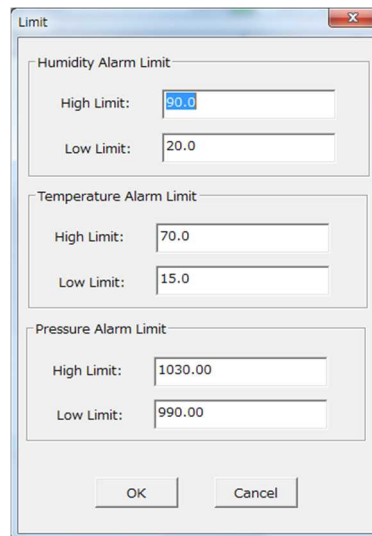 Limit
Humidity Alarm Limit
High Limit: 90.0
Low Limit: 20.0
Temperature Alarm Limit
High Limit: 70.0
Low Limit: 15.0
Pressure Alarm Limit
High Limit: 1030.00
Low Limit: 990.00
OK Cancel